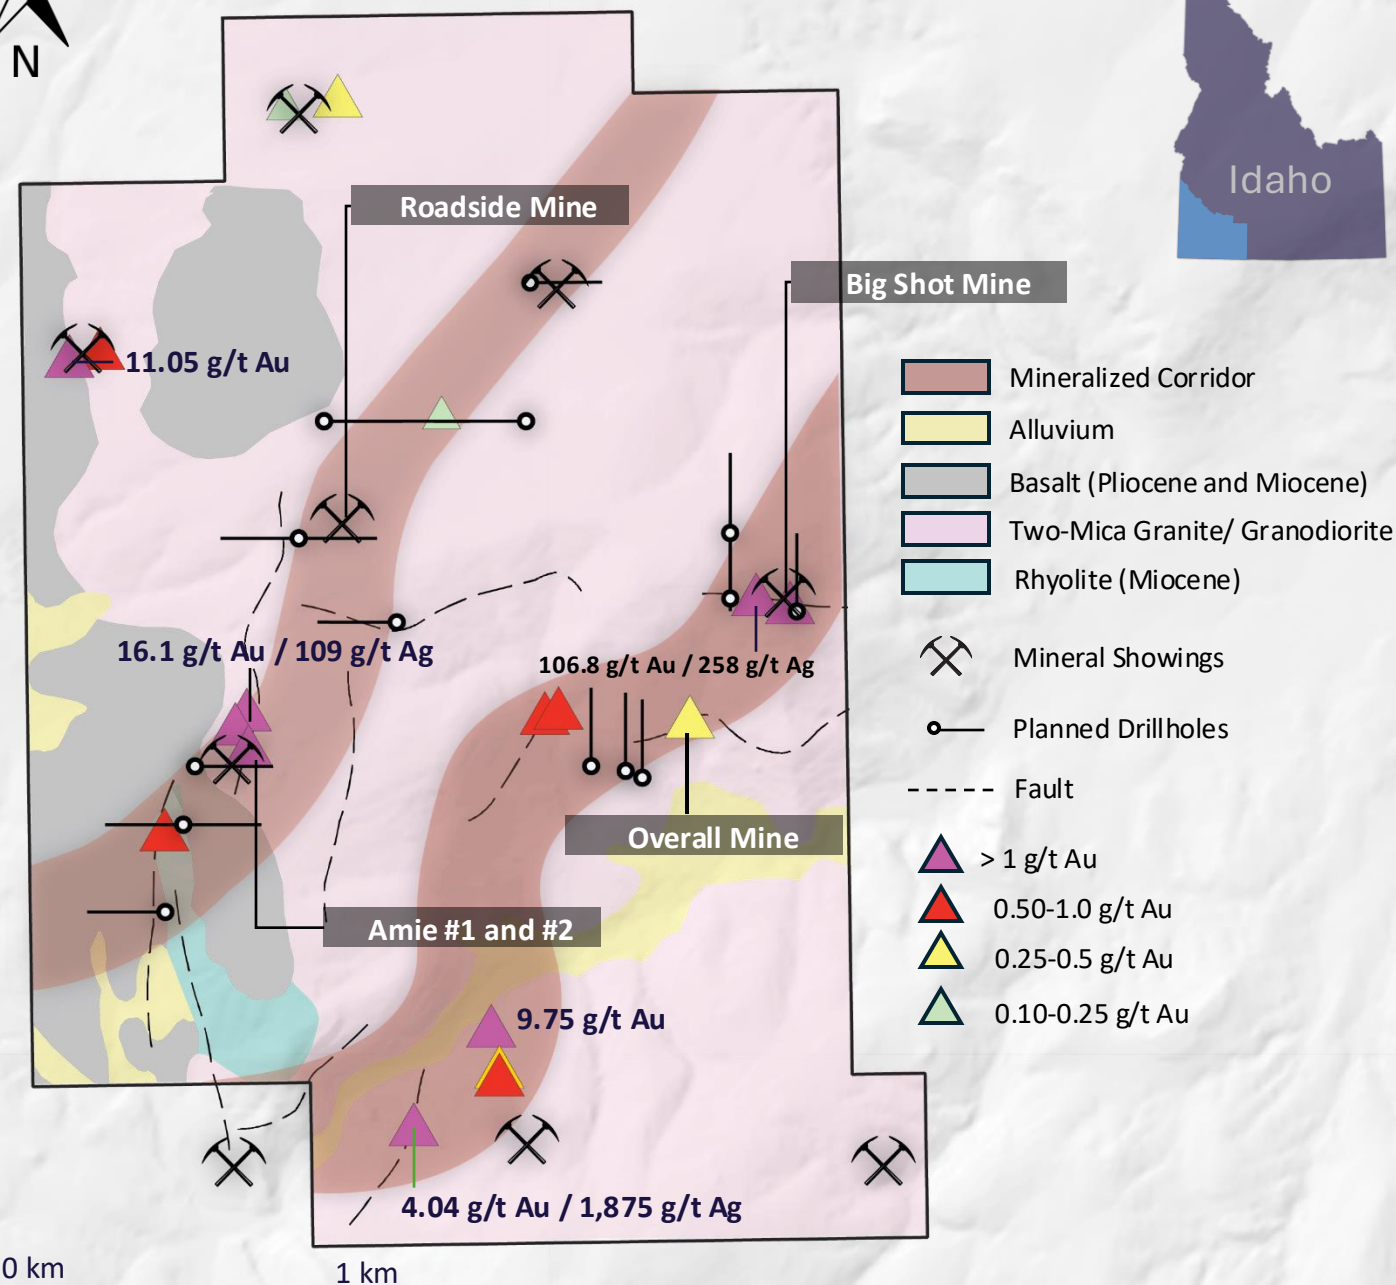 N
Idaho
Roadside Mine
Big Shot Mine
11.05 g/t Au
Mineralized Corridor
Alluvium
Basalt (Pliocene and Miocene)
Two-Mica Granite/ Granodiorite
Rhyolite (Miocene)
16.1 g/t Au / 109 g/t Ag
106.8 g/t Au / 258 g/t Ag
Mineral Showings
Planned Drillholes
Fault
Overall Mine
> 1 g/t Au
0.50-1.0 g/t Au
Amie #1 and #2
0.25-0.5 g/t Au
9.75 g/t Au
0.10-0.25 g/t Au
4.04 g/t Au / 1,875 g/t Ag
0 km
1 km